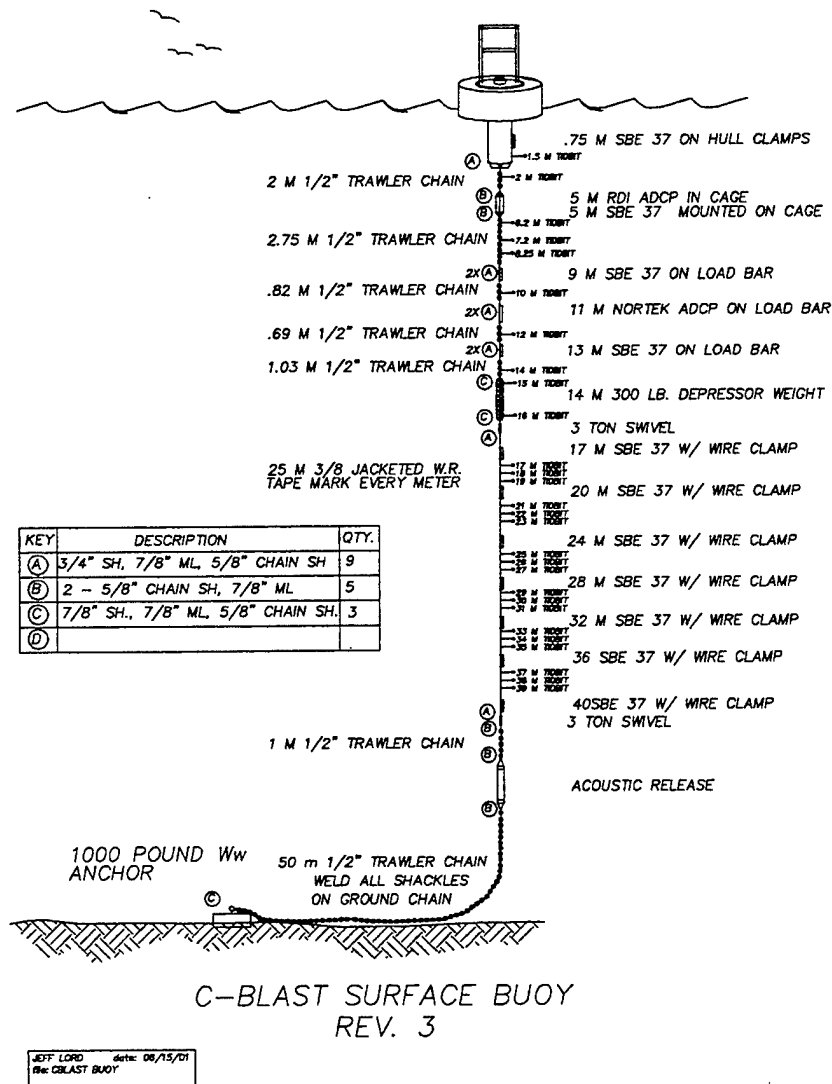 .75 M SBE 37 ON HULL CLAMPS
1.5 M TIDBIT
A
2 M 1/2" TRAWLER CHAIN
2 M TIDBIT
B
5 M RDI ADCP IN CAGE
B
5 M SBE 37 MOUNTED ON CAGE
6.2 M TIDBIT
2.75 M 1/2" TRAWLER CHAIN
7.2 M TIDBIT
8.25 M TIDBIT
2X A
9 M SBE 37 ON LOAD BAR
.82 M 1/2" TRAWLER CHAIN
10 M TIDBIT
2X A
11 M NORTEK ADCP ON LOAD BAR
.69 M 1/2" TRAWLER CHAIN
12 M TIDBIT
2X A
13 M SBE 37 ON LOAD BAR
1.03 M 1/2" TRAWLER CHAIN
14 M TIDBIT
C
15 M TIDBIT
14 M 300 LB. DEPRESSOR WEIGHT
C
16 M TIDBIT
3 TON SWIVEL
A
17 M SBE 37 W/ WIRE CLAMP
25 M 3/8 JACKETED W.R.
TAPE MARK EVERY METER
17 M TIDBIT
18 M TIDBIT
19 M TIDBIT
20 M SBE 37 W/ WIRE CLAMP
21 M TIDBIT
22 M TIDBIT
23 M TIDBIT
24 M SBE 37 W/ WIRE CLAMP
25 M TIDBIT
26 M TIDBIT
27 M TIDBIT
28 M SBE 37 W/ WIRE CLAMP
29 M TIDBIT
30 M TIDBIT
31 M TIDBIT
32 M SBE 37 W/ WIRE CLAMP
33 M TIDBIT
34 M TIDBIT
35 M TIDBIT
36 SBE 37 W/ WIRE CLAMP
37 M TIDBIT
38 M TIDBIT
39 M TIDBIT
KEY DESCRIPTION QTY.
A 3/4" SH, 7/8" ML, 5/8" CHAIN SH 9
B 2 - 5/8" CHAIN SH, 7/8" ML 5
C 7/8" SH., 7/8" ML, 5/8" CHAIN SH. 3
D
40SBE 37 W/ WIRE CLAMP
A
3 TON SWIVEL
B
1 M 1/2" TRAWLER CHAIN
B
ACOUSTIC RELEASE
B
1000 POUND Ww
ANCHOR
50 m 1/2" TRAWLER CHAIN
WELD ALL SHACKLES
ON GROUND CHAIN
C
C-BLAST SURFACE BUOY
REV. 3
JEFF LORD date: 08/15/01
file: CBLAST BUOY